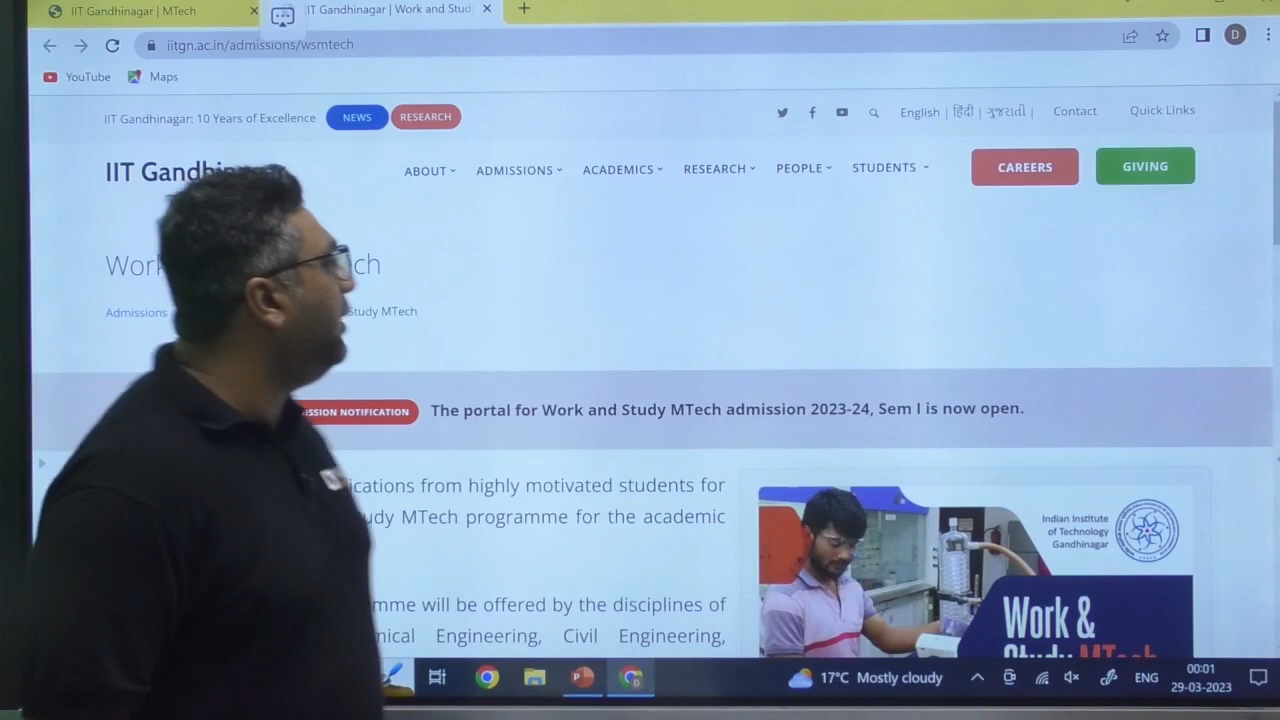 IIT Gandhinagar | MTech
IIT Gandhinagar | Work and Stud
iitgn.ac.in/admissions/wsmtech
YouTube Maps
IIT Gandhinagar: 10 Years of Excellence NEWS RESEARCH English | हिंदी | ગુજરાતી | Contact Quick Links
IIT Gandhi
ABOUT ADMISSIONS ACADEMICS RESEARCH PEOPLE STUDENTS CAREERS GIVING
Work ch
Admissions Study MTech
ISSION NOTIFICATION The portal for Work and Study MTech admission 2023-24, Sem I is now open.
ications from highly motivated students for
udy MTech programme for the academic
mme will be offered by the disciplines of
nical Engineering, Civil Engineering,
Indian Institute
of Technology
Gandhinagar
Work &
Study MTech
17°C Mostly cloudy ENG 00:01
29-03-2023
D